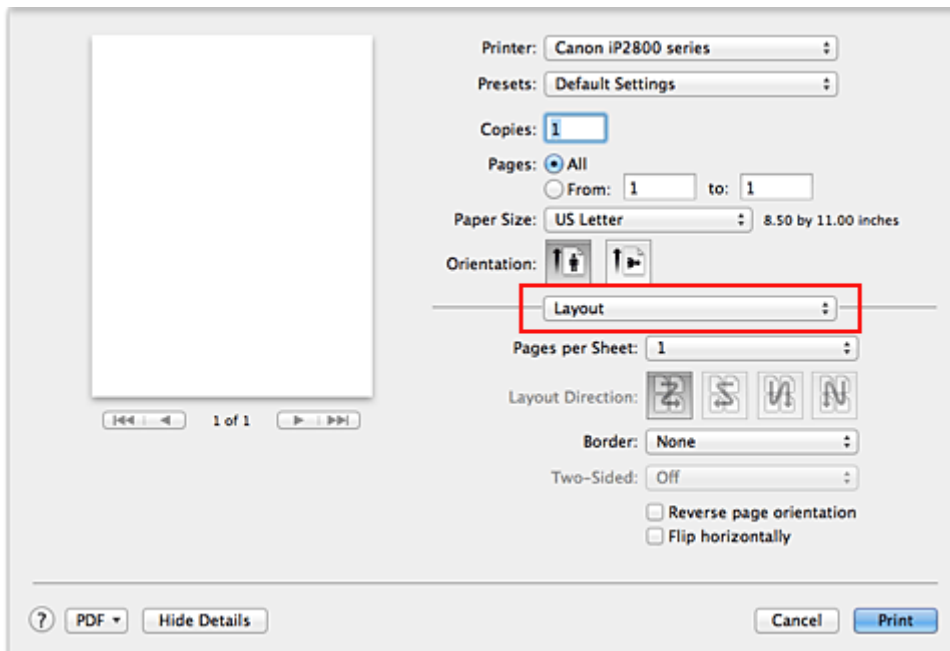 Printer: Canon iP2800 series
Presets: Default Settings
Copies: 1
Pages: All
From: 1 to: 1
Paper Size: US Letter 8.50 by 11.00 inches
Orientation:
Layout
Pages per Sheet: 1
Layout Direction:
1 of 1
Border: None
Two-Sided: Off
Reverse page orientation
Flip horizontally
? PDF Hide Details Cancel Print